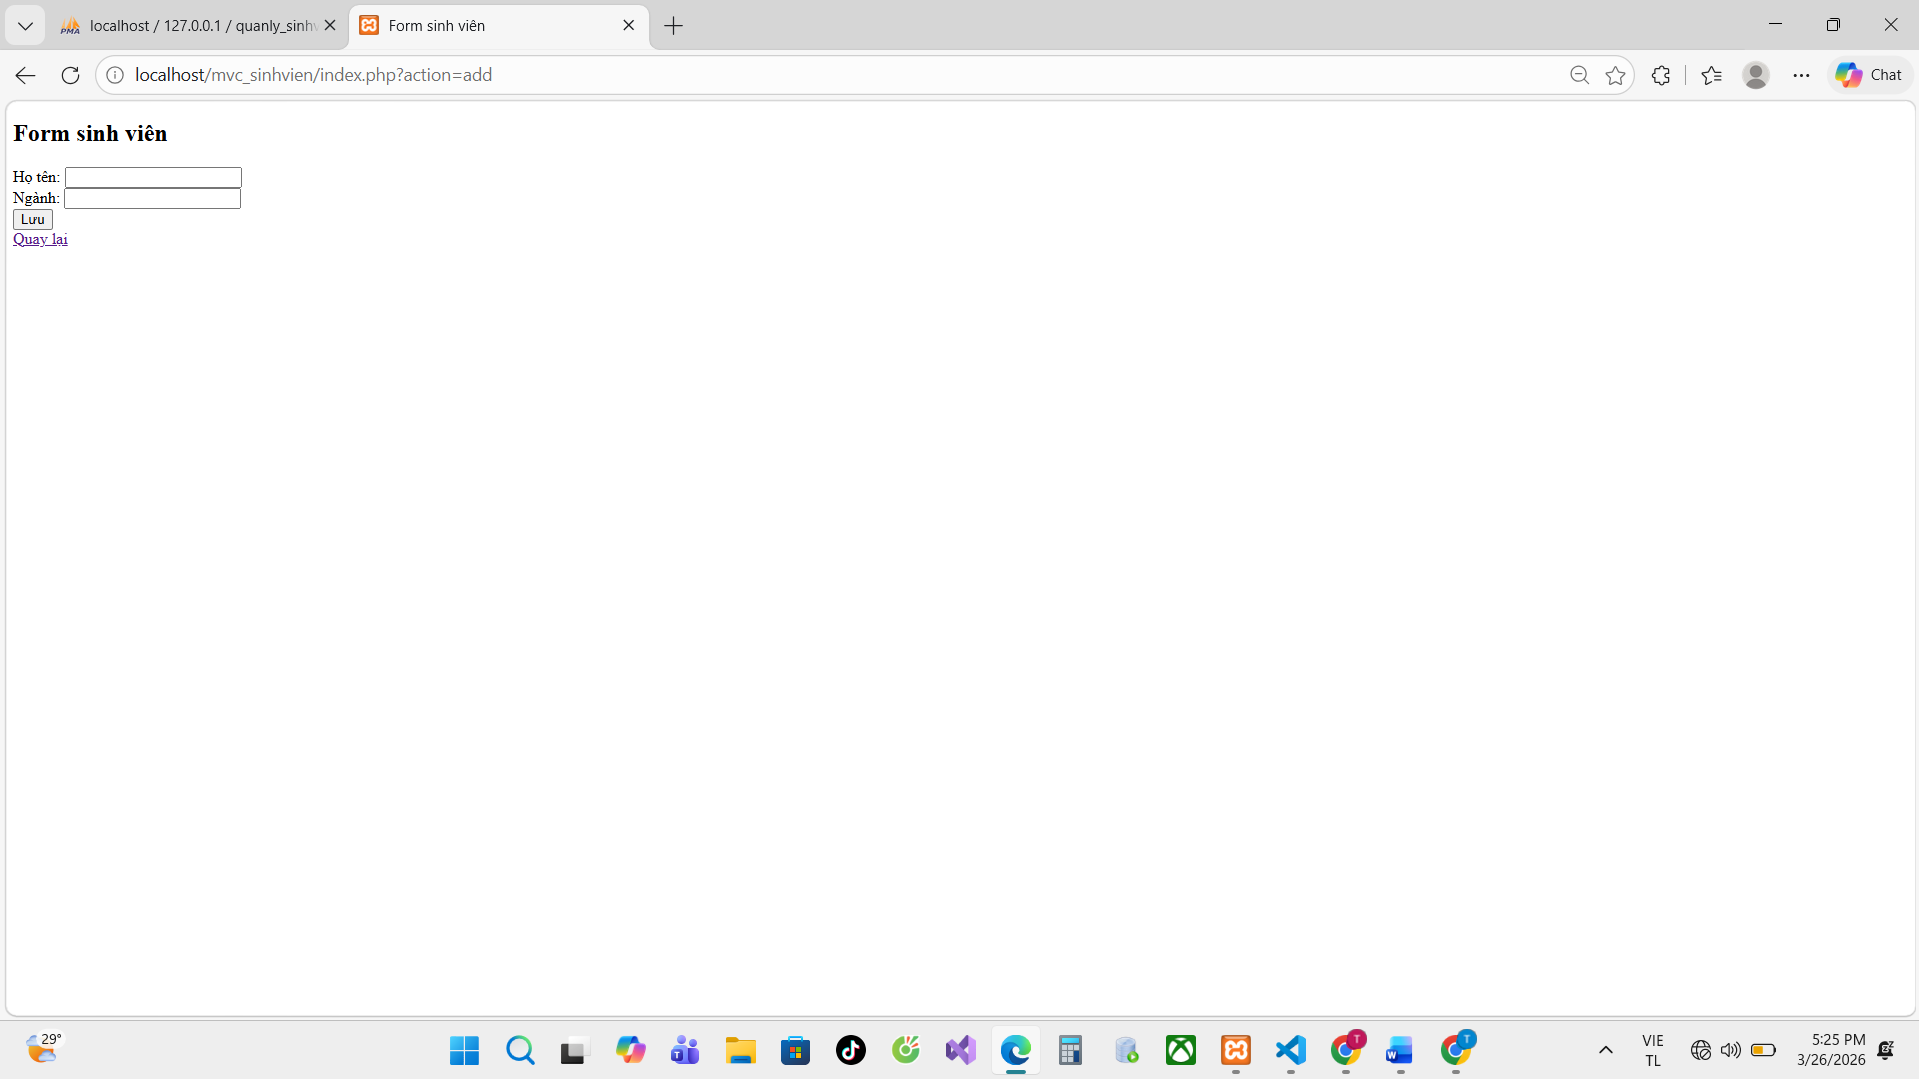 localhost / 127.0.0.1 / quanly_sinhv
Form sinh viên
localhost/mvc_sinhvien/index.php?action=add
Chat
Form sinh viên
Họ tên:
Ngành:
Lưu
Quay lại
29°
PMA
T
T
T
W
VIE
TL
5:25 PM
3/26/2026